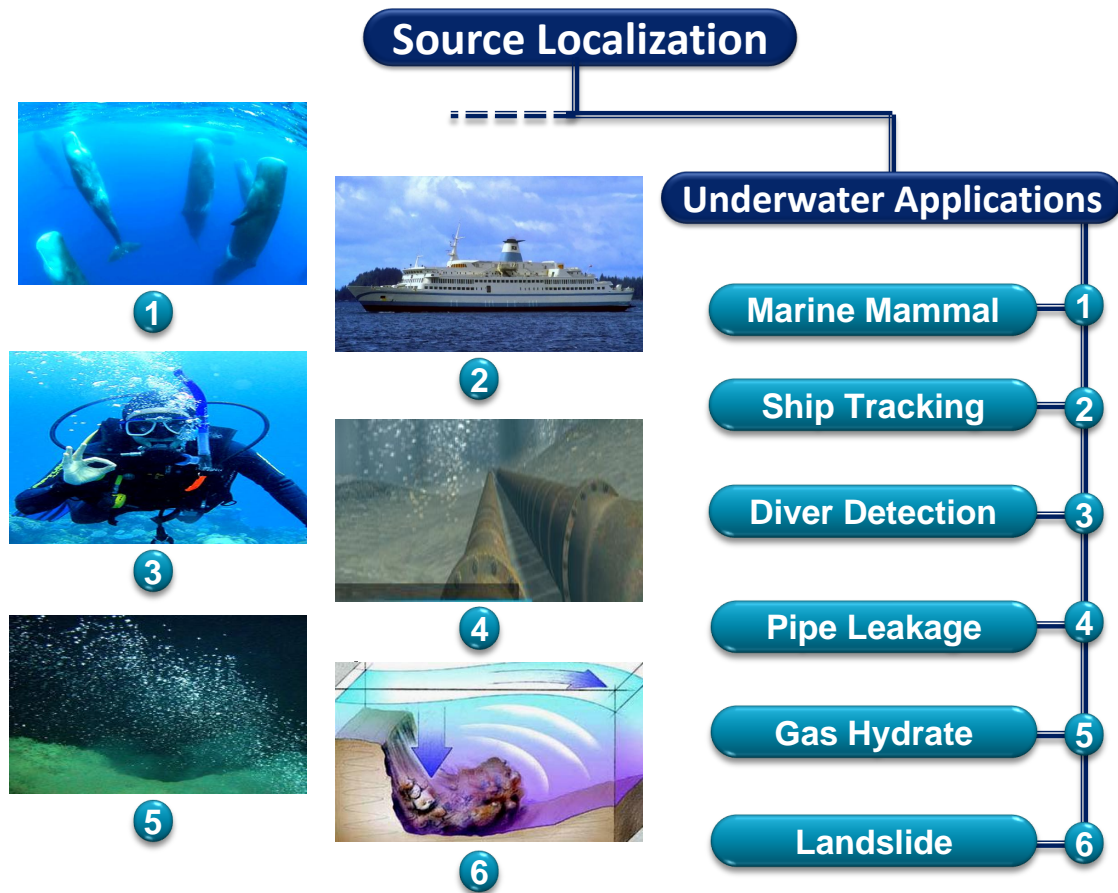 Source Localization
Underwater Applications
1
Marine Mammal
1
2
Ship Tracking
2
3
Diver Detection
3
4
Pipe Leakage
4
5
Gas Hydrate
5
6
Landslide
6